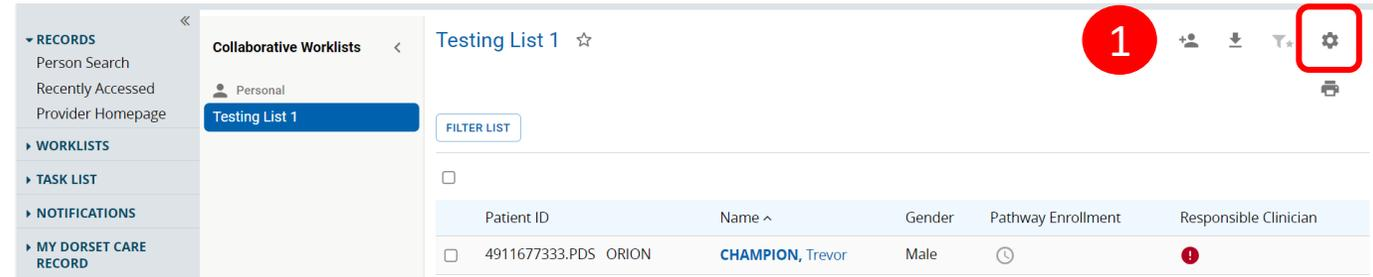 RECORDS
Person Search
Recently Accessed
Provider Homepage
WORKLISTS
TASK LIST
NOTIFICATIONS
MY DORSET CARE
RECORD
Collaborative Worklists
Personal
Testing List 1
Testing List 1
1
FILTER LIST
Patient ID Name Gender Pathway Enrollment Responsible Clinician
4911677333.PDS ORION CHAMPION, Trevor Male